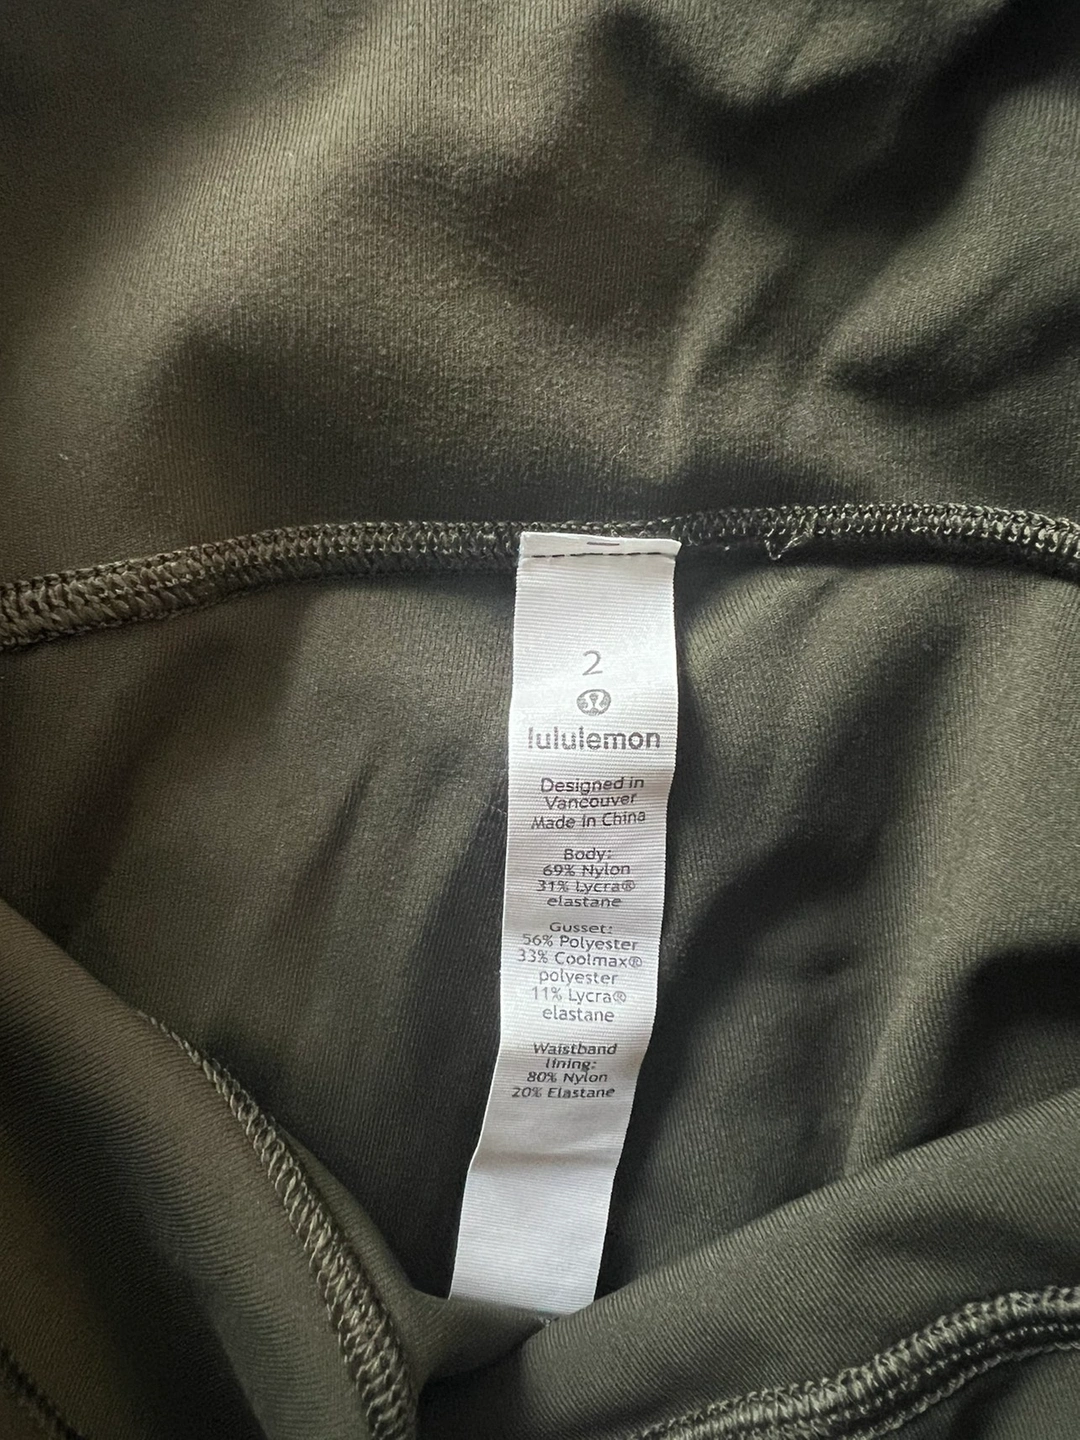 2
lululemon
Designed in
Vancouver
Made in China
Body:
69% Nylon
31% Lycra®
elastane
Gusset:
56% Polyester
33% Coolmax®
polyester
11% Lycra®
elastane
Waistband
lining:
80% Nylon
20% Elastane